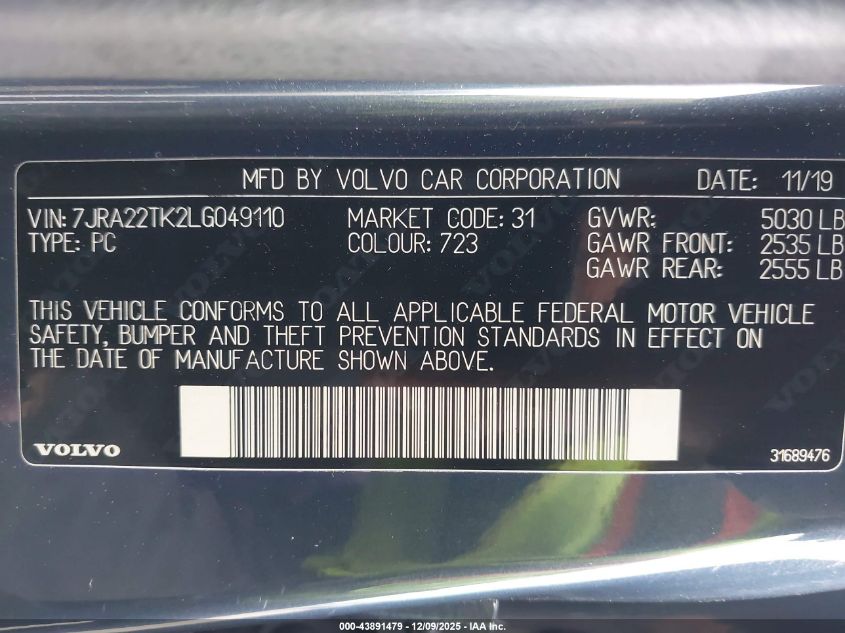 MFD BY VOLVO CAR CORPORATION DATE: 11/19
VIN: 7JRA22TK2LG049110 MARKET CODE: 31 GVWR: 5030 LB
TYPE: PC COLOUR: 723 GAWR FRONT: 2535 LB
GAWR REAR: 2555 LB
THIS VEHICLE CONFORMS TO ALL APPLICABLE FEDERAL MOTOR VEHICLE
SAFETY, BUMPER AND THEFT PREVENTION STANDARDS IN EFFECT ON
THE DATE OF MANUFACTURE SHOWN ABOVE.
VOLVO 31689476
000-43891479 - 12/09/2025 - IAA Inc.